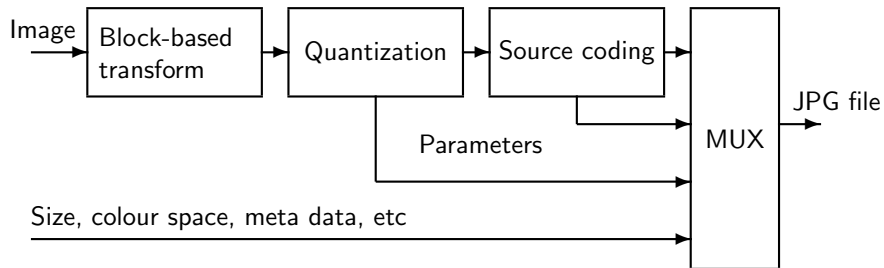 Image
Block-based
transform
Quantization
Source coding
JPG file
MUX
Parameters
Size, colour space, meta data, etc